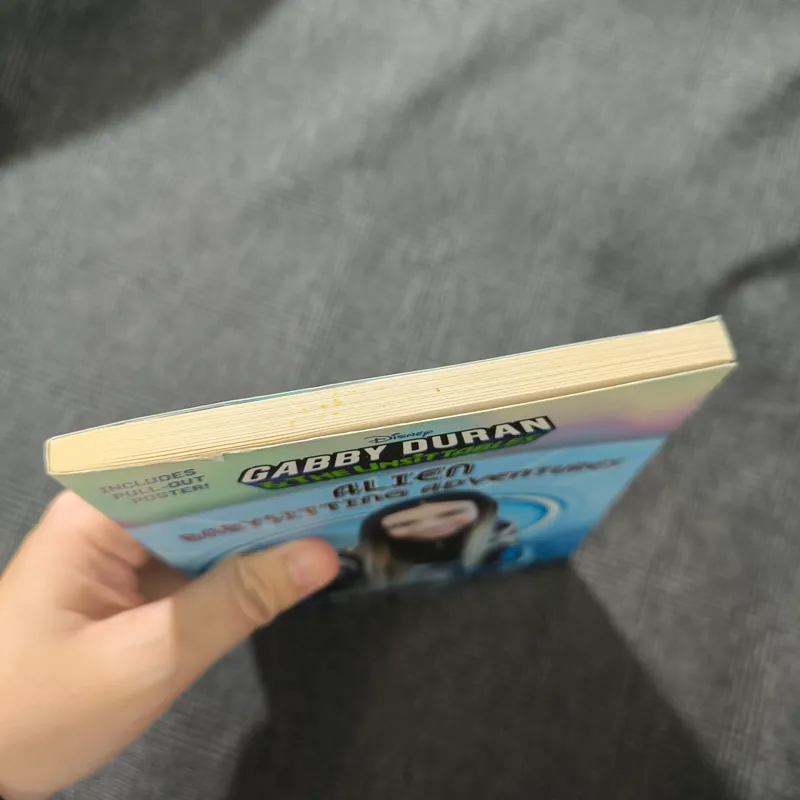 Disney
GABBY DURAN
& THE UNSITTABLES
INCLUDES
PULL-OUT
POSTER!
ALIEN
BABYSITTING ADVENTURES